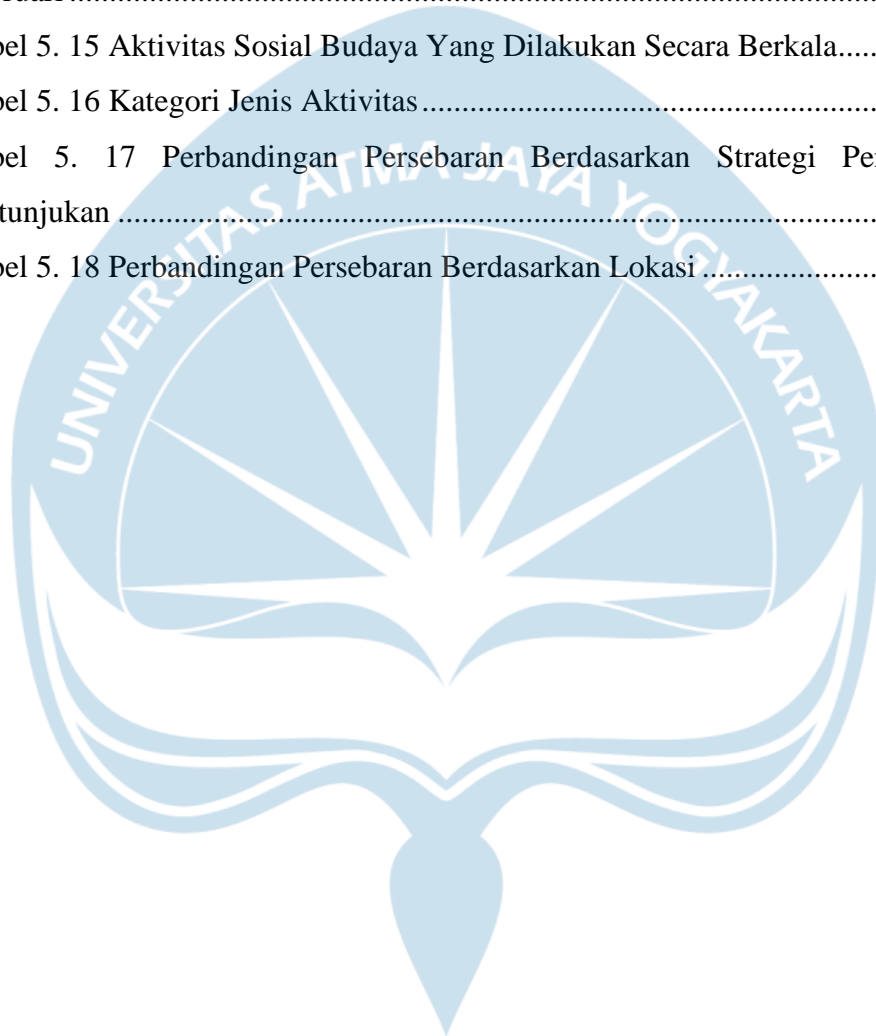 bel 5. 15 Aktivitas Sosial Budaya Yang Dilakukan Secara Berkala.....
bel 5. 16 Kategori Jenis Aktivitas....................................................
bel 5. 17 Perbandingan Persebaran Berdasarkan Strategi Pe
tunjukan ..............................................................................................
bel 5. 18 Perbandingan Persebaran Berdasarkan Lokasi ......................
UNIVERSITAS ATMA JAYA YOGYAKARTA